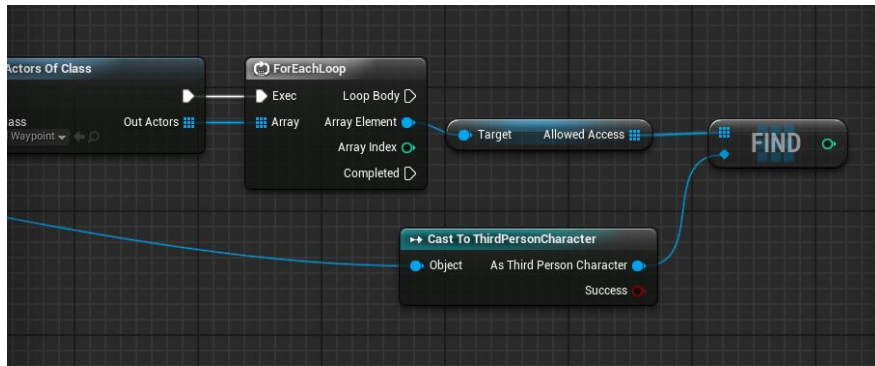 Actors Of Class
ass
Waypoint
Out Actors
ForEachLoop
Exec
Loop Body
Array
Array Element
Array Index
Completed
Target
Allowed Access
FIND
Cast To ThirdPersonCharacter
Object
As Third Person Character
Success